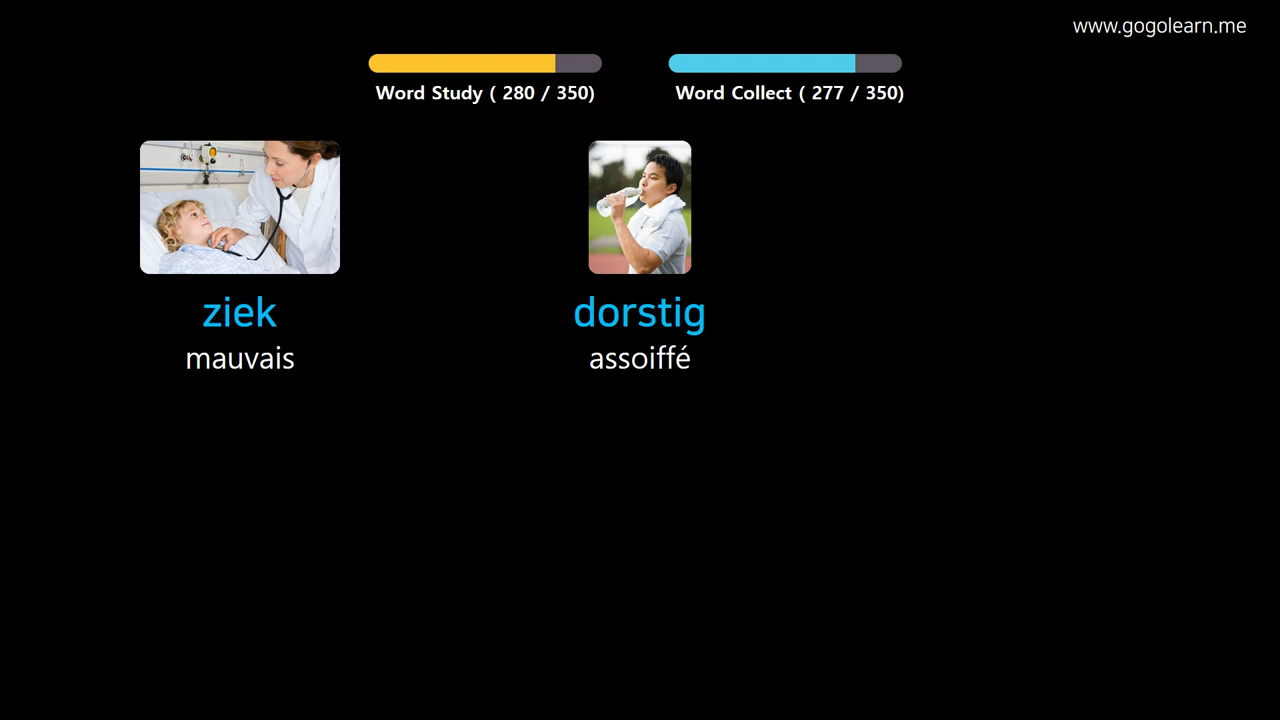 www.gogolearn.me
Word Study ( 280 / 350)
Word Collect ( 277 / 350)
ziek
mauvais
dorstig
assoiffé